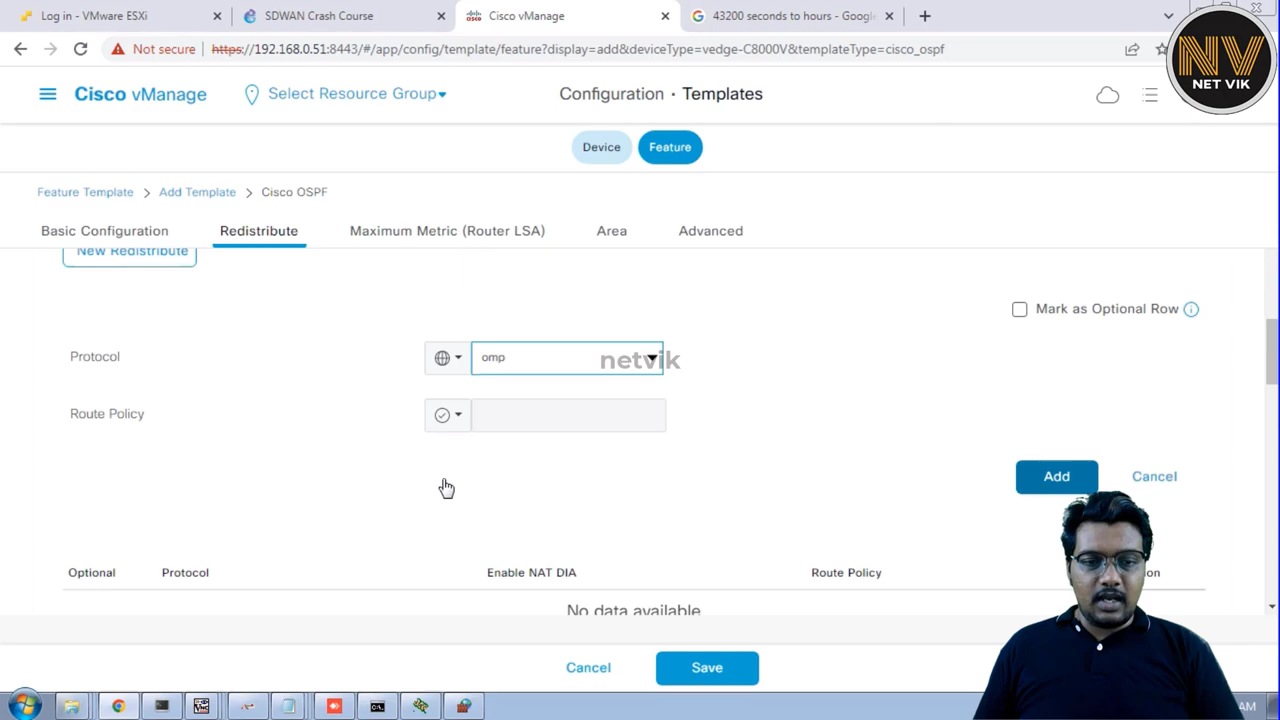 Log in - VMware ESXi
SDWAN Crash Course
Cisco vManage
43200 seconds to hours - Google
Not secure https://192.168.0.51:8443/#/app/config/template/feature?display=add&deviceType=vedge-C8000V&templateType=cisco_ospf
NV
NET VIK
Cisco vManage
Select Resource Group
Configuration · Templates
Device
Feature
Feature Template > Add Template > Cisco OSPF
Basic Configuration
Redistribute
Maximum Metric (Router LSA)
Area
Advanced
New Redistribute
Mark as Optional Row
Protocol
omp
netvik
Route Policy
Add
Cancel
Optional
Protocol
Enable NAT DIA
Route Policy
on
No data available
Cancel
Save
AM